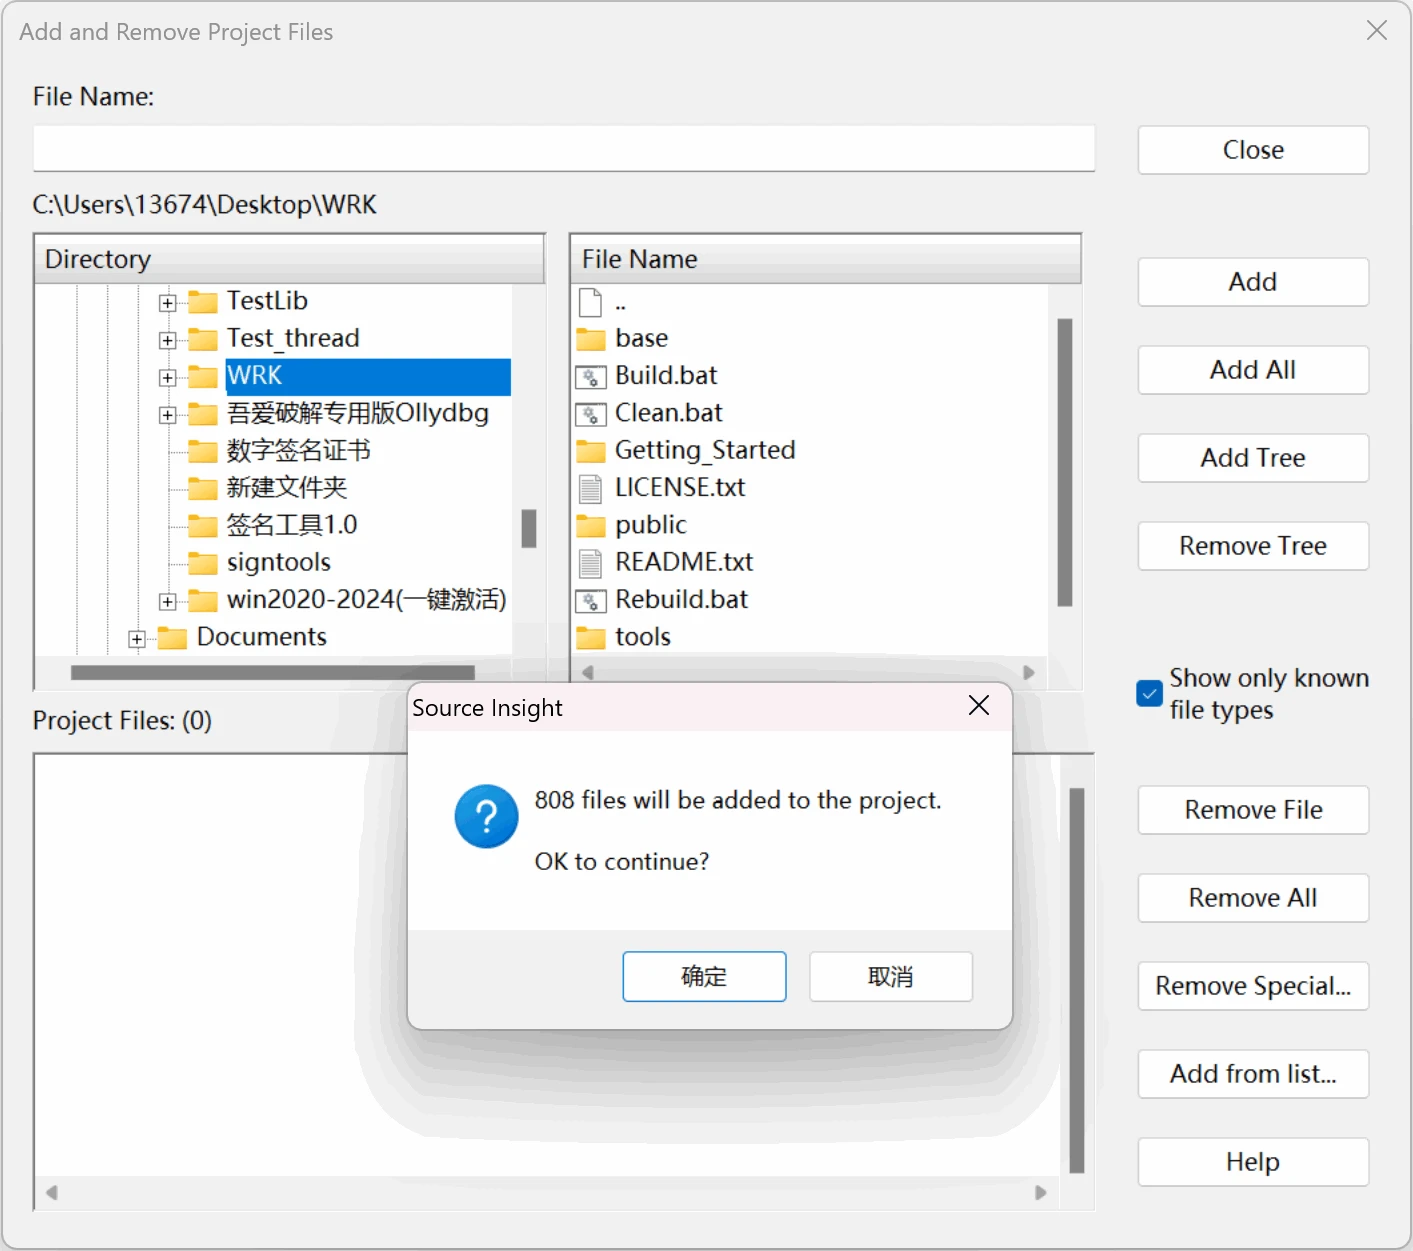 Add and Remove Project Files
File Name:
Close
C:\Users\13674\Desktop\WRK
Directory
TestLib
Test_thread
WRK
吾爱破解专用版Ollydbg
数字签名证书
新建文件夹
签名工具1.0
signtools
win2020-2024(一键激活)
Documents
File Name
..
base
Build.bat
Clean.bat
Getting_Started
LICENSE.txt
public
README.txt
Rebuild.bat
tools
Add
Add All
Add Tree
Remove Tree
Show only known
file types
Project Files: (0)
Source Insight
808 files will be added to the project.
OK to continue?
确定
取消
Remove File
Remove All
Remove Special...
Add from list...
Help